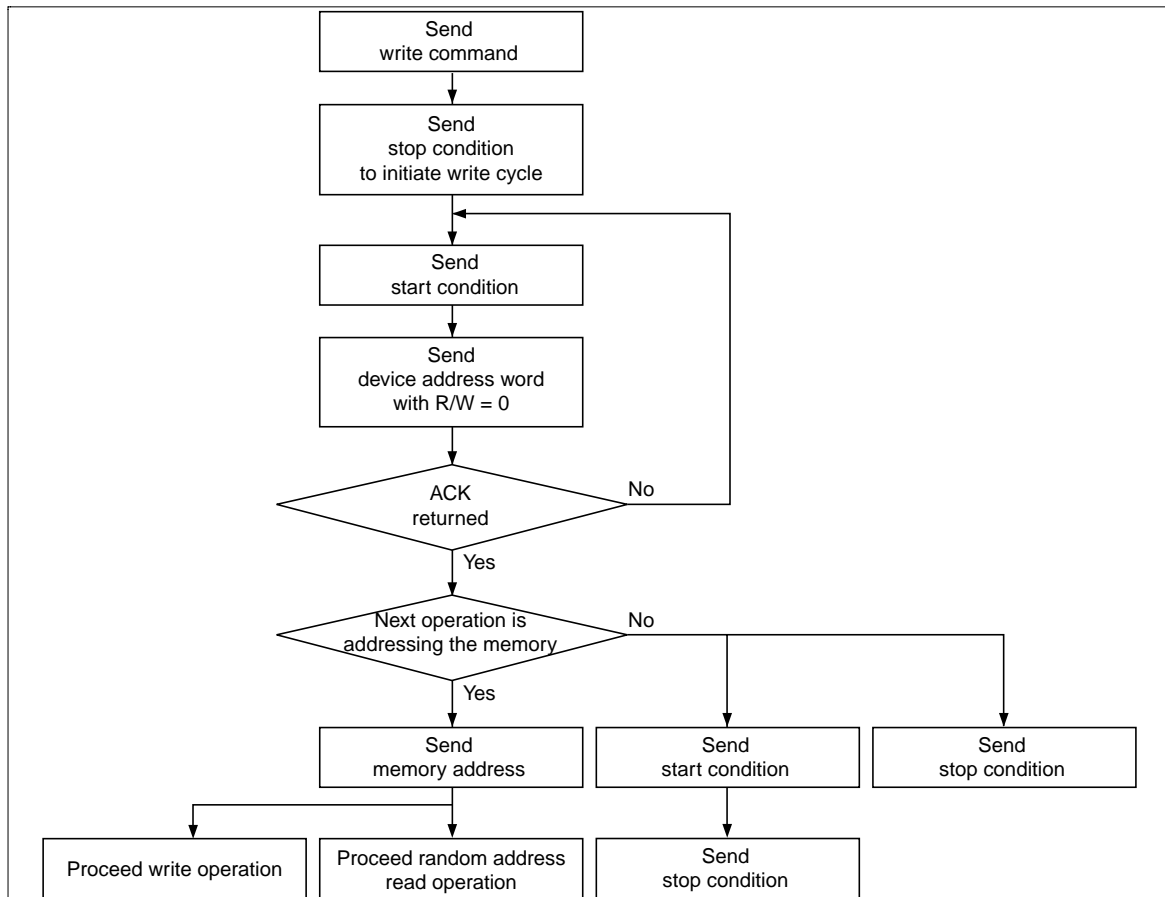 Send
write command
Send
stop condition
to initiate write cycle
Send
start condition
Send
device address word
with R/W = 0
ACK
returned
No
Yes
Next operation is
addressing the memory
No
Yes
Send
memory address
Send
start condition
Send
stop condition
Proceed write operation
Proceed random address
read operation
Send
stop condition